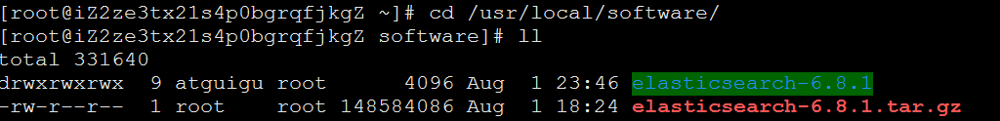 [root@iZ2ze3tx21s4p0bgrqfjkgZ ~]# cd /usr/local/software/
[root@iZ2ze3tx21s4p0bgrqfjkgZ software]# ll
total 331640
drwxrwxrwx  9 atguigu root      4096 Aug  1 23:46 elasticsearch-6.8.1
-rw-r--r--  1 root    root 148584086 Aug  1 18:24 elasticsearch-6.8.1.tar.gz